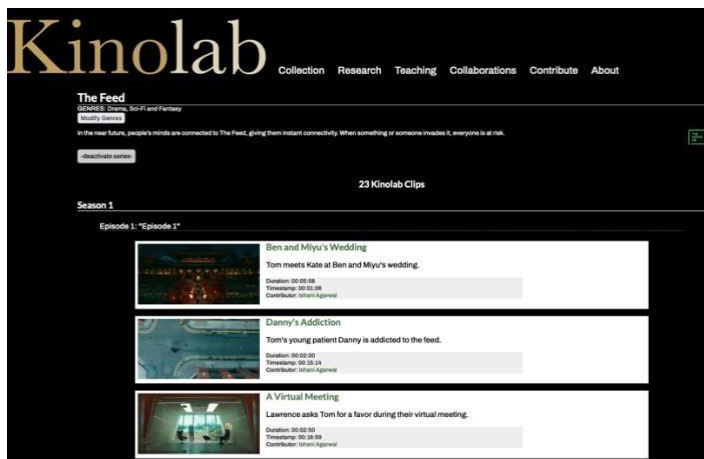 Kinolab
Collection Research Teaching Collaborations Contribute About
The Feed
GENRES: Drama, Sci-Fi and Fantasy
Modify Genres
In the near future, people's minds are connected to The Feed, giving them instant connectivity. When something or someone invades it, everyone is at risk.
-deactivate series-
23 Kinolab Clips
Season 1
Episode 1: "Episode 1"
Ben and Miyu's Wedding
Tom meets Kate at Ben and Miyu's wedding.
Duration: 00:05:08
Timestamp: 00:01:06
Contributor: Ishani Agarwal
Danny's Addiction
Tom's young patient Danny is addicted to the feed.
Duration: 00:02:00
Timestamp: 00:15:14
Contributor: Ishani Agarwal
A Virtual Meeting
Lawrence asks Tom for a favor during their virtual meeting.
Duration: 00:02:50
Timestamp: 00:16:59
Contributor: Ishani Agarwal